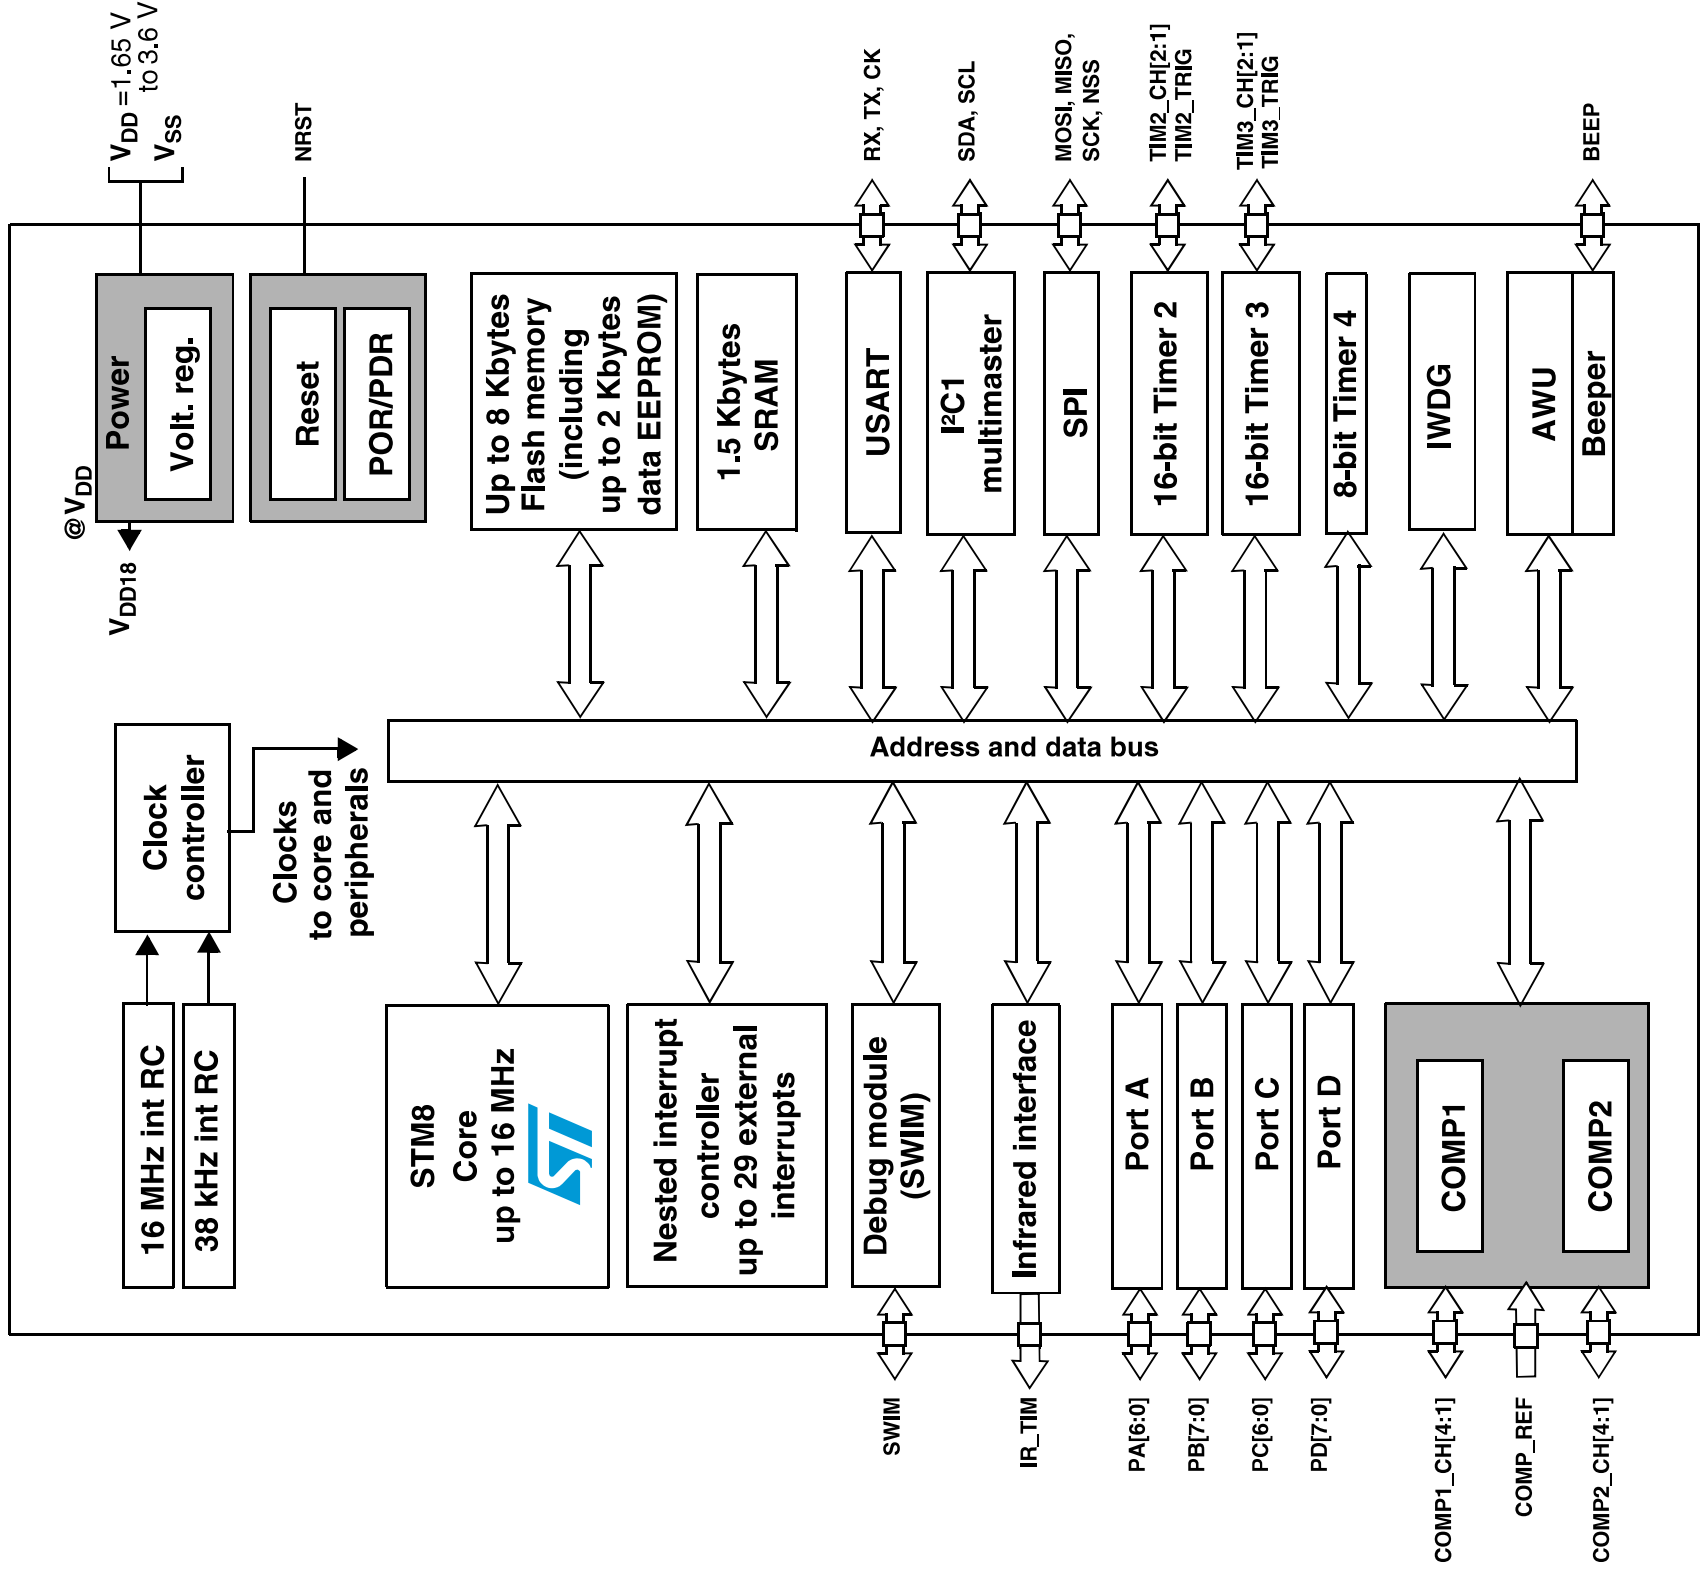 @VDD
Power
Volt. reg.
VDD18
VDD =1.65 V
to 3.6 V
VSS
NRST
Reset
POR/PDR
16 MHz int RC
38 kHz int RC
Clock
controller
Clocks
to core and
peripherals
STM8
Core
up to 16 MHz
ST
Nested interrupt
controller
up to 29 external
interrupts
Debug module
(SWIM)
SWIM
Infrared interface
IR_TIM
Port A
PA[6:0]
Port B
PB[7:0]
Port C
PC[6:0]
Port D
PD[7:0]
COMP1
COMP2
COMP1_CH[4:1]
COMP_REF
COMP2_CH[4:1]
Address and data bus
Up to 8 Kbytes
Flash memory
(including
up to 2 Kbytes
data EEPROM)
1.5 Kbytes
SRAM
USART
RX, TX, CK
I²C1
multimaster
SDA, SCL
SPI
MOSI, MISO,
SCK, NSS
16-bit Timer 2
TIM2_CH[2:1]
TIM2_TRIG
16-bit Timer 3
TIM3_CH[2:1]
TIM3_TRIG
8-bit Timer 4
IWDG
AWU
Beeper
BEEP